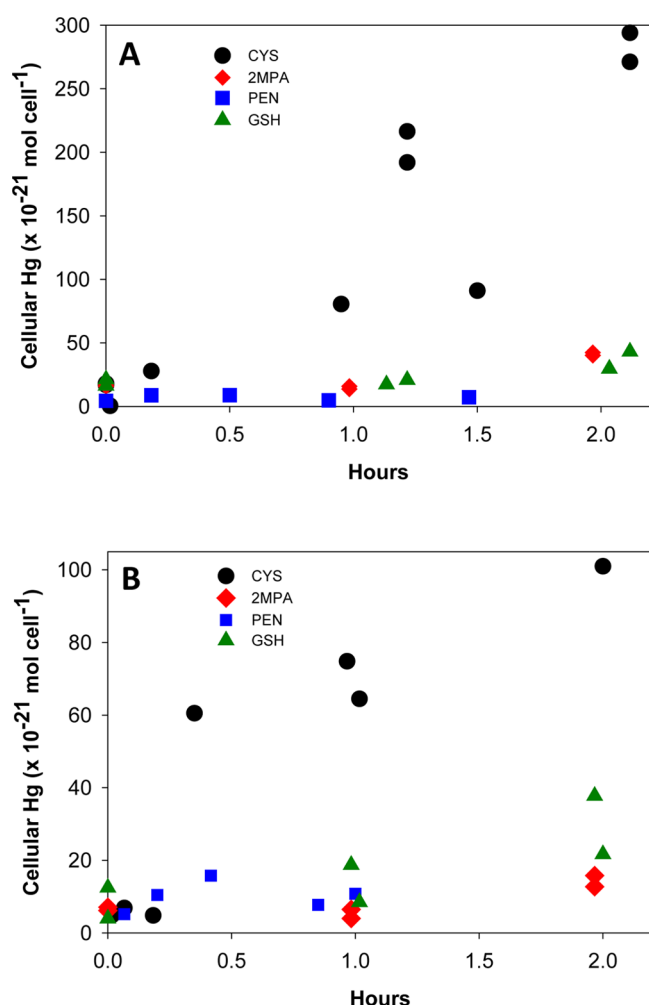 A
CYS
2MPA
PEN
GSH
300
250
200
150
100
50
0
Cellular Hg (x 10⁻²¹ mol cell⁻¹)
0.0 0.5 1.0 1.5 2.0
Hours
B
CYS
2MPA
PEN
GSH
100
80
60
40
20
0
Cellular Hg (x 10⁻²¹ mol cell⁻¹)
0.0 0.5 1.0 1.5 2.0
Hours